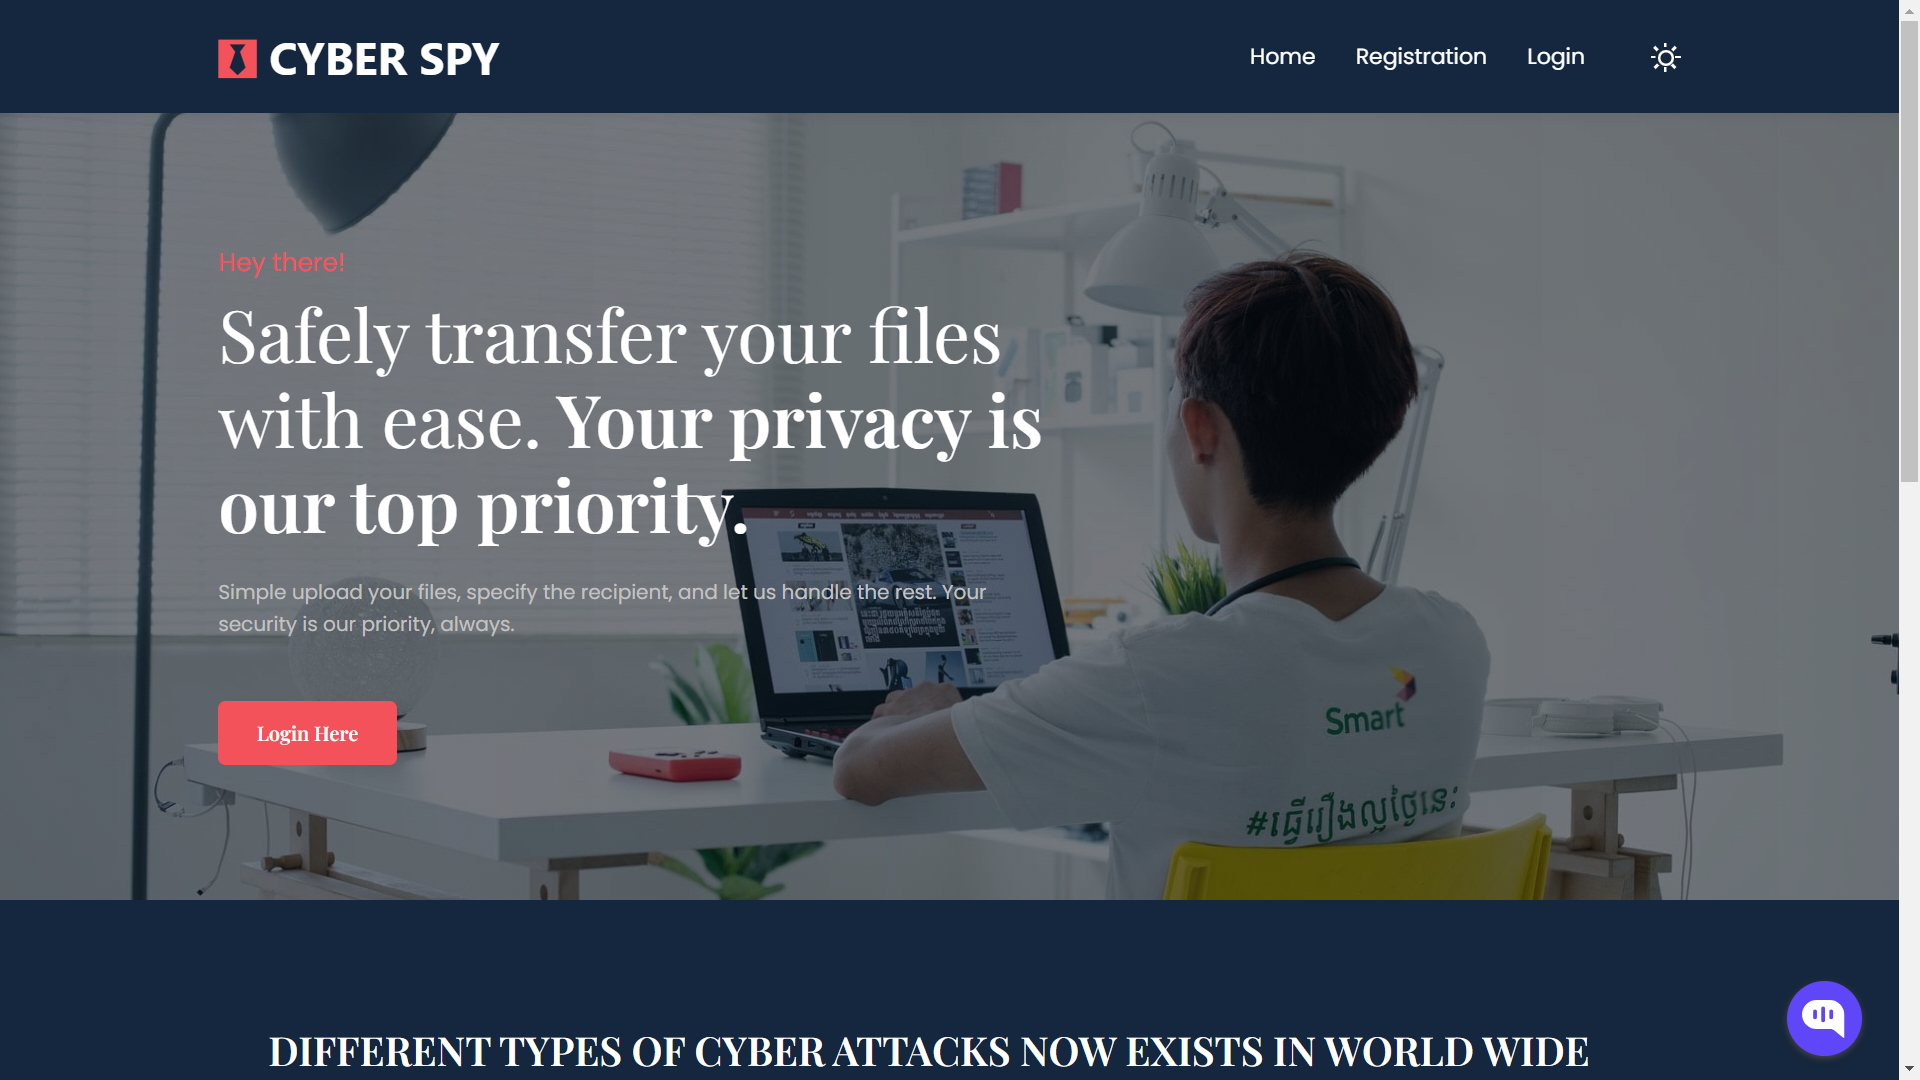 CYBER SPY
Home
Registration
Login
Hey there!
Safely transfer your files
with ease. Your privacy is
our top priority.
Simple upload your files, specify the recipient, and let us handle the rest. Your
security is our priority, always.
Login Here
Smart
#ធ្វើរឿងល្អថ្ងៃនេះ
DIFFERENT TYPES OF CYBER ATTACKS NOW EXISTS IN WORLD WIDE